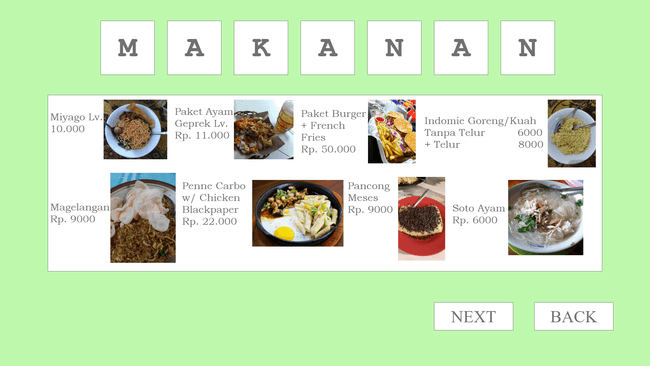 M A K A N A N
Miyago Lv.
10.000
Paket Ayam
Geprek Lv.
Rp. 11.000
Paket Burger
+ French
Fries
Rp. 50.000
Indomie Goreng/Kuah
Tanpa Telur 6000
+ Telur 8000
Magelangan
Rp. 9000
Penne Carbo
w/ Chicken
Blackpaper
Rp. 22.000
Pancong
Meses
Rp. 9000
Soto Ayam
Rp. 6000
NEXT
BACK